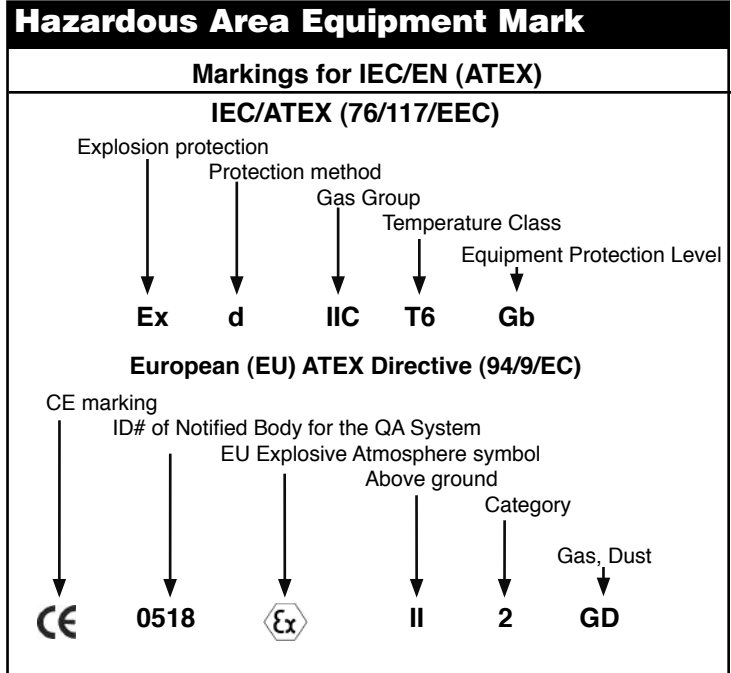 Hazardous Area Equipment Mark
Markings for IEC/EN (ATEX)
IEC/ATEX (76/117/EEC)
Explosion protection
Protection method
Gas Group
Temperature Class
Equipment Protection Level
Ex d IIC T6 Gb
European (EU) ATEX Directive (94/9/EC)
CE marking
ID# of Notified Body for the QA System
EU Explosive Atmosphere symbol
Above ground
Category
Gas, Dust
CE 0518 Ex II 2 GD